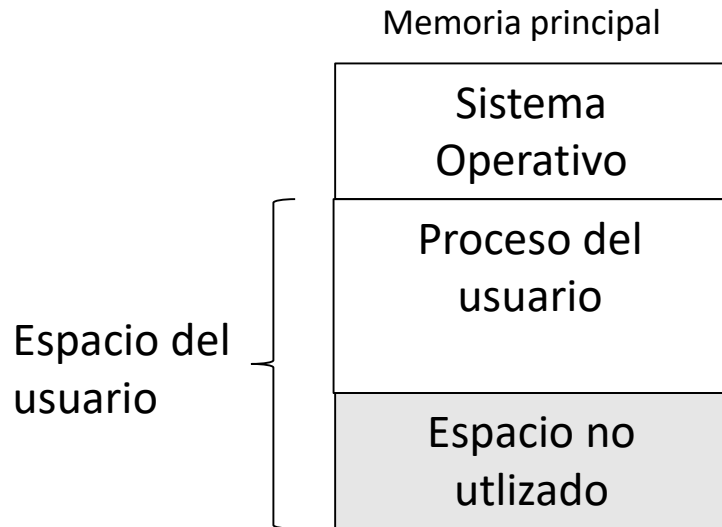 Memoria principal
Sistema
Operativo
Proceso del
usuario
Espacio del
usuario
Espacio no
utlizado